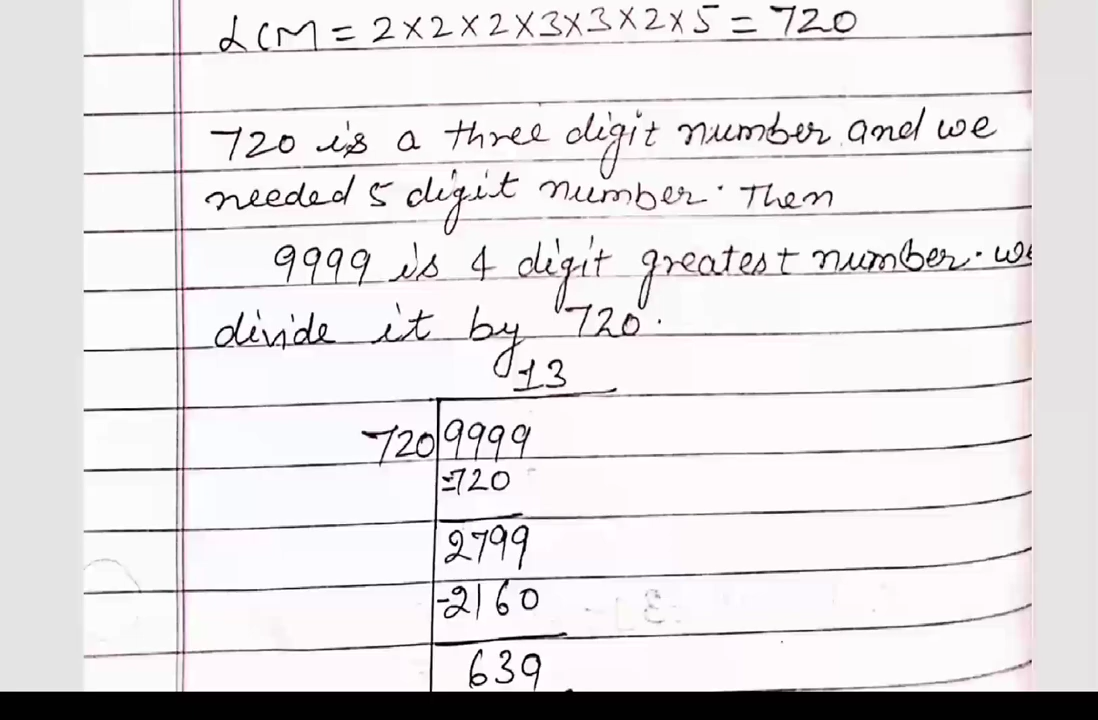 LCM = 2×2×2×3×3×2×5 = 720
720 is a three digit number and we
needed 5 digit number. Then
9999 is 4 digit greatest number. we
divide it by 720.
13
720 9999
-720
2799
-2160
639